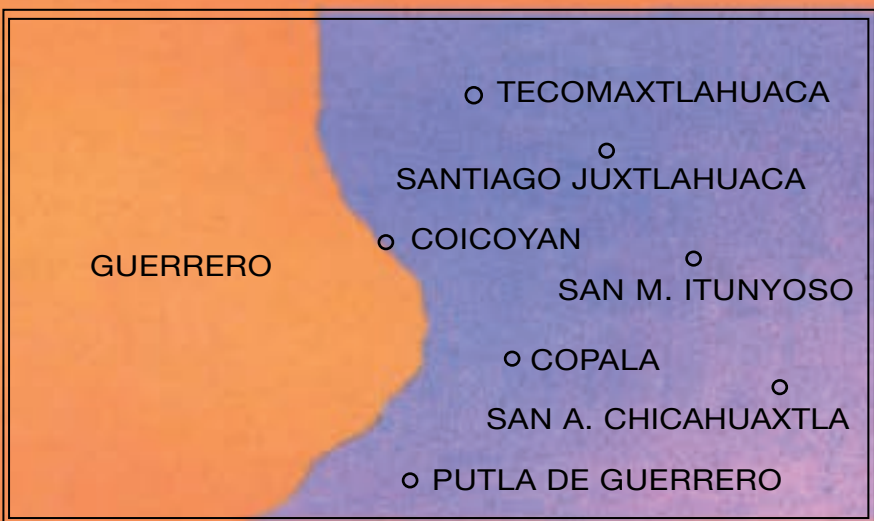 TECOMAXTLAHUACA
SANTIAGO JUXTLAHUACA
COICOYAN
GUERRERO
SAN M. ITUNYOSO
COPALA
SAN A. CHICAHUAXTLA
PUTLA DE GUERRERO